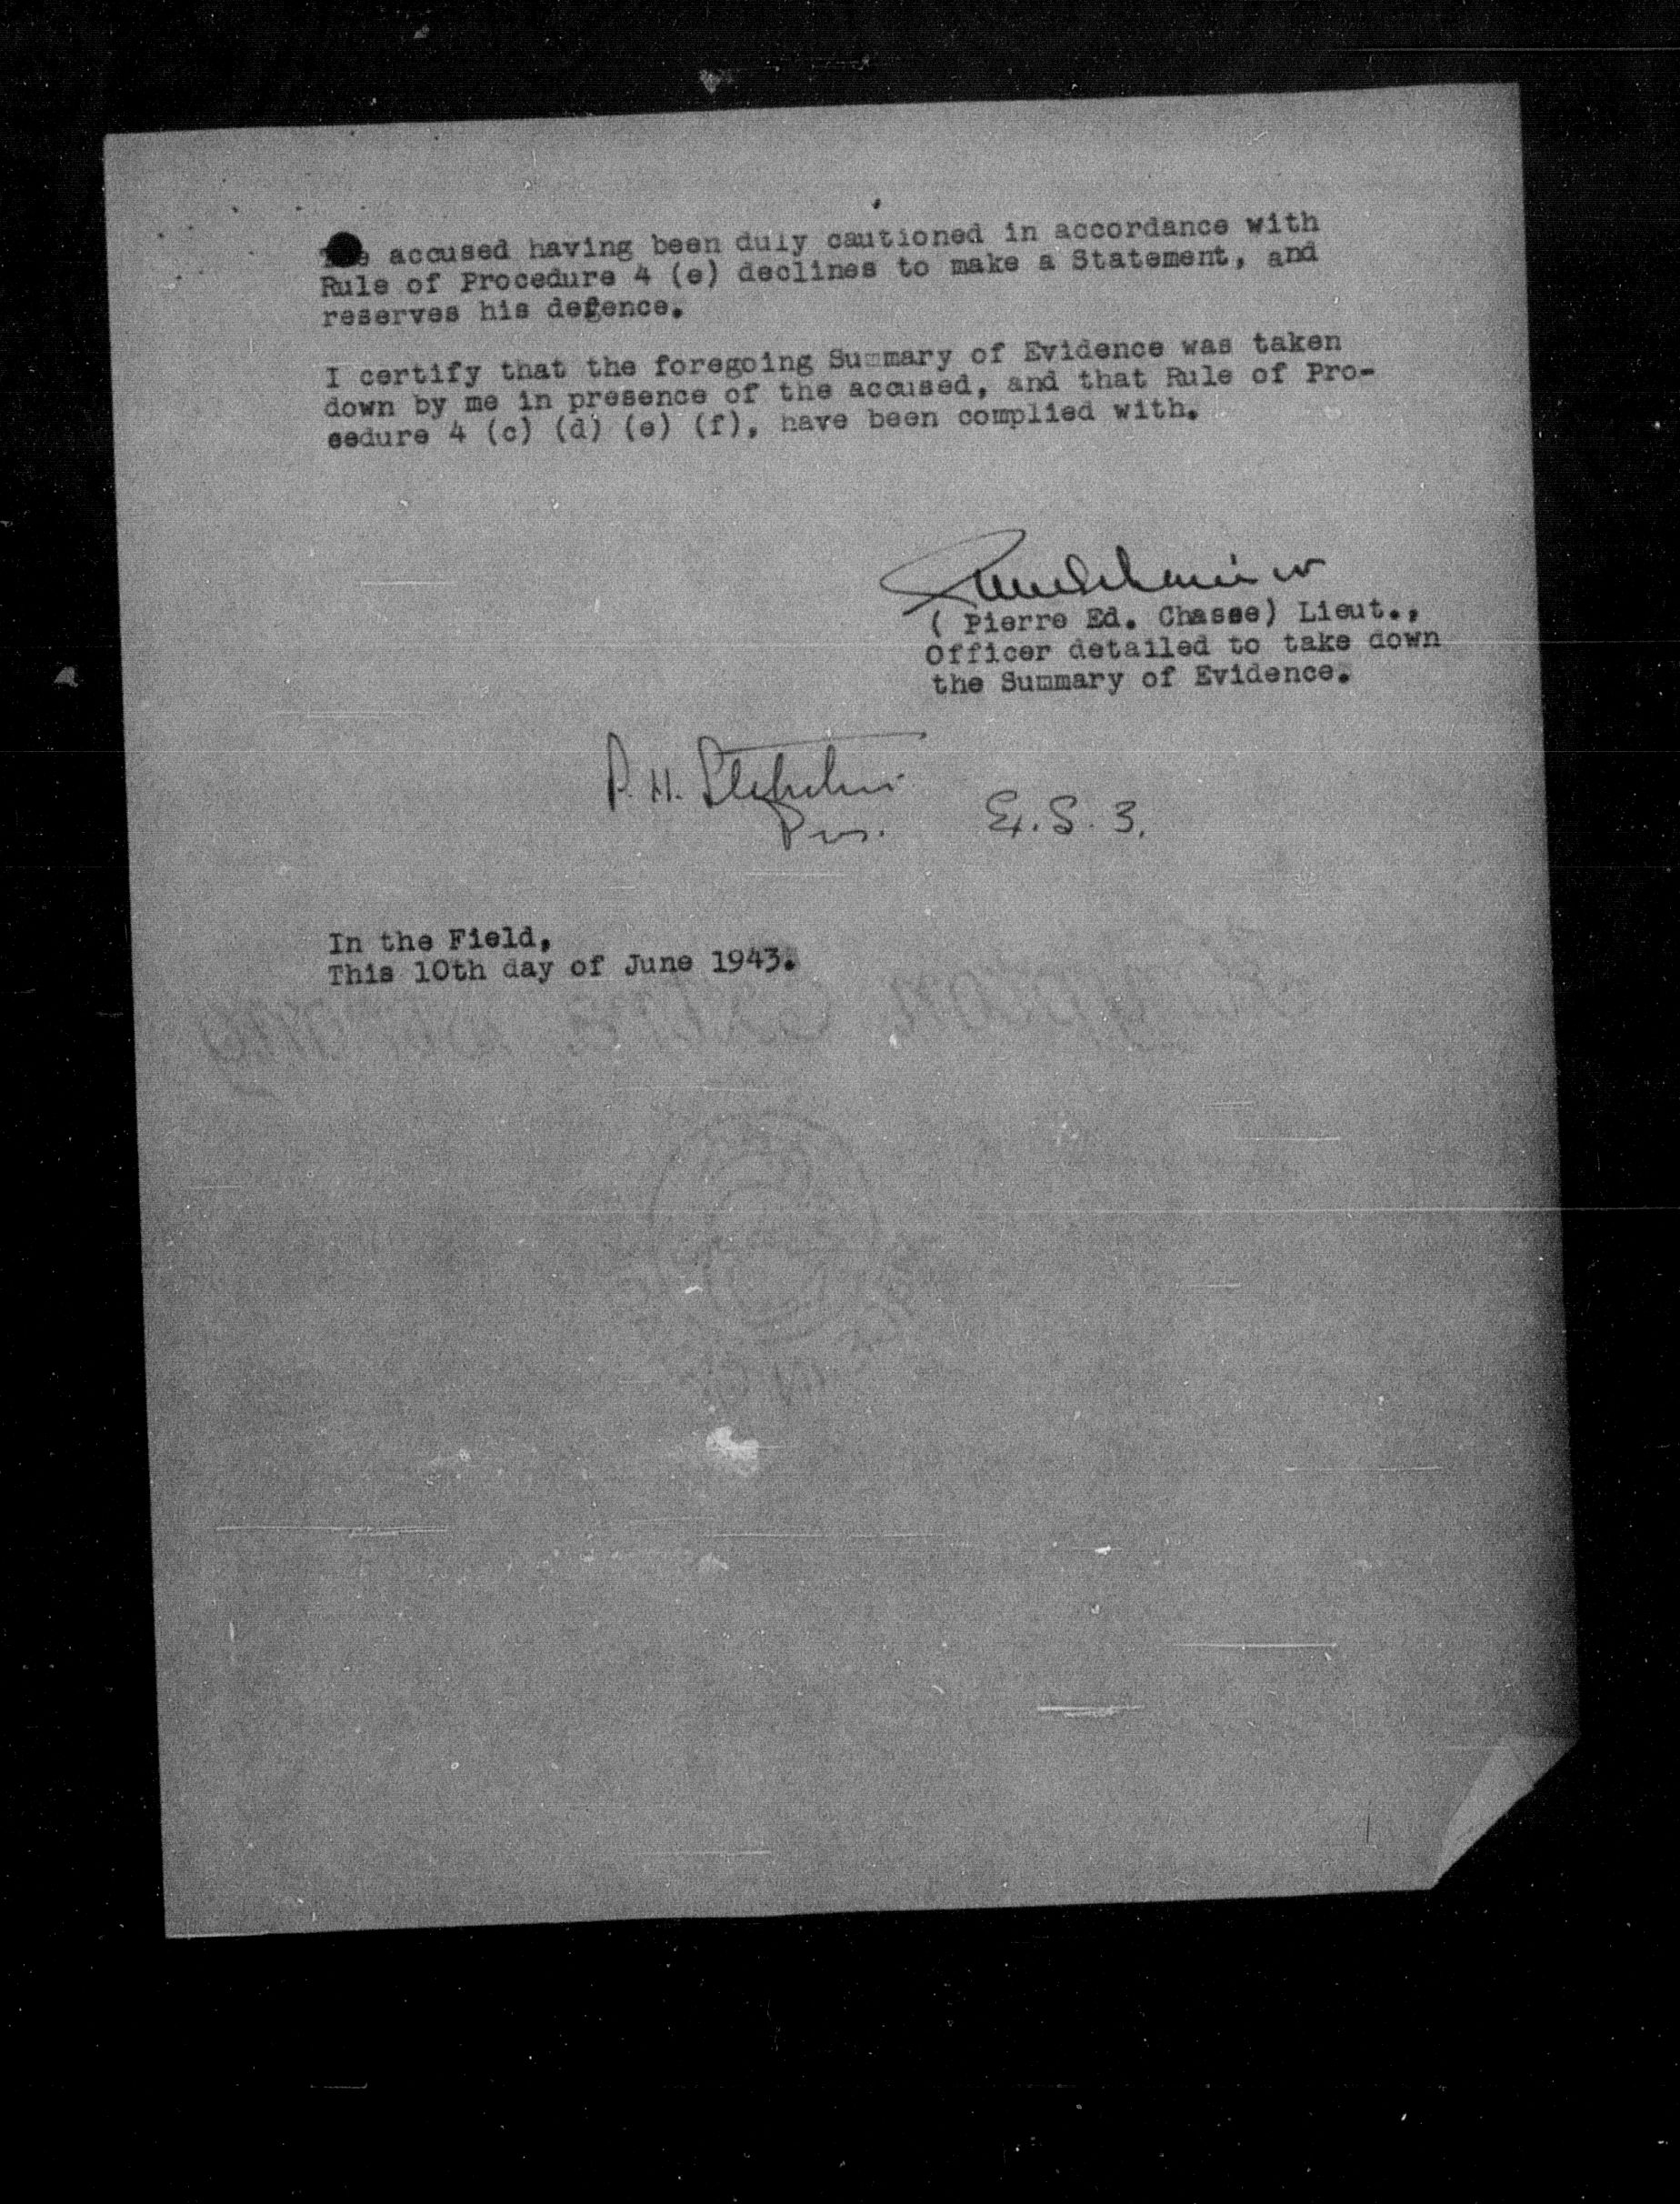 The accused having been duly cautioned in accordance with
Rule of Procedure 4 (e) declines to make a Statement, and
reserves his defence.
I certify that the foregoing Summary of Evidence was taken
down by me in presence of the accused, and that Rule of Pro-
cedure 4 (c) (d) (e) (f), have been complied with.
( Pierre Ed. Chasse) Lieut.,
Officer detailed to take down
the Summary of Evidence.
P. H.
Ex. S. 3.
In the Field,
This 10th day of June 1943.